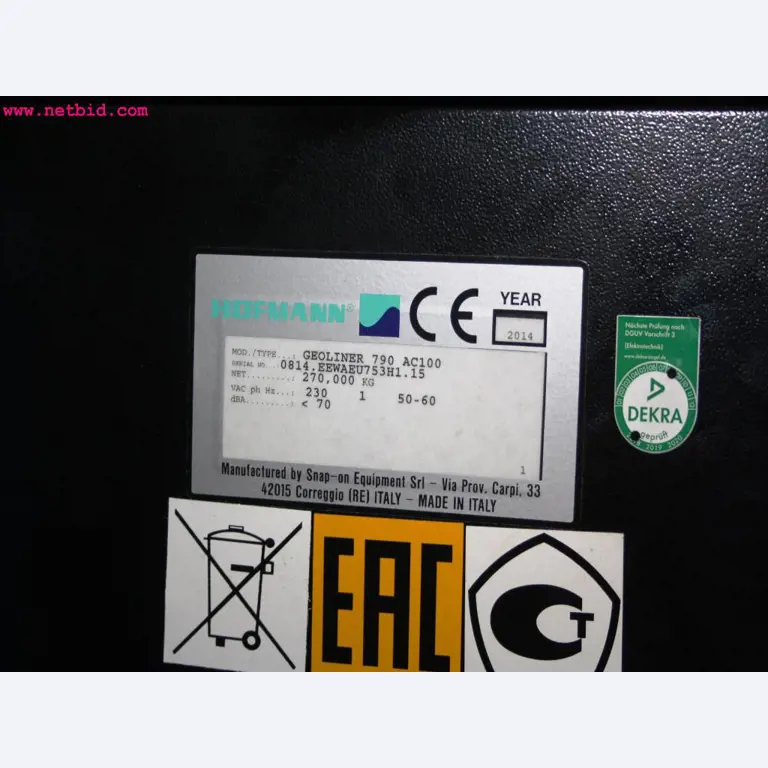 www.netbid.com
HOFMANN®
CE
YEAR
2014
MOD./TYPE...: GEOLINER 790 AC100
SERIAL NO...: 0814.EEWAEU753H1.15
NET.........: 270,000 KG
VAC ph Hz...: 230 1 50-60
dBA.........: < 70
1
Manufactured by Snap-on Equipment Srl - Via Prov. Carpi, 33
42015 Correggio (RE) ITALY - MADE IN ITALY
Nächste Prüfung nach
DGUV Vorschrift 3
(Elektrotechnik)
DEKRA
geprüft
2019 2020
EAC